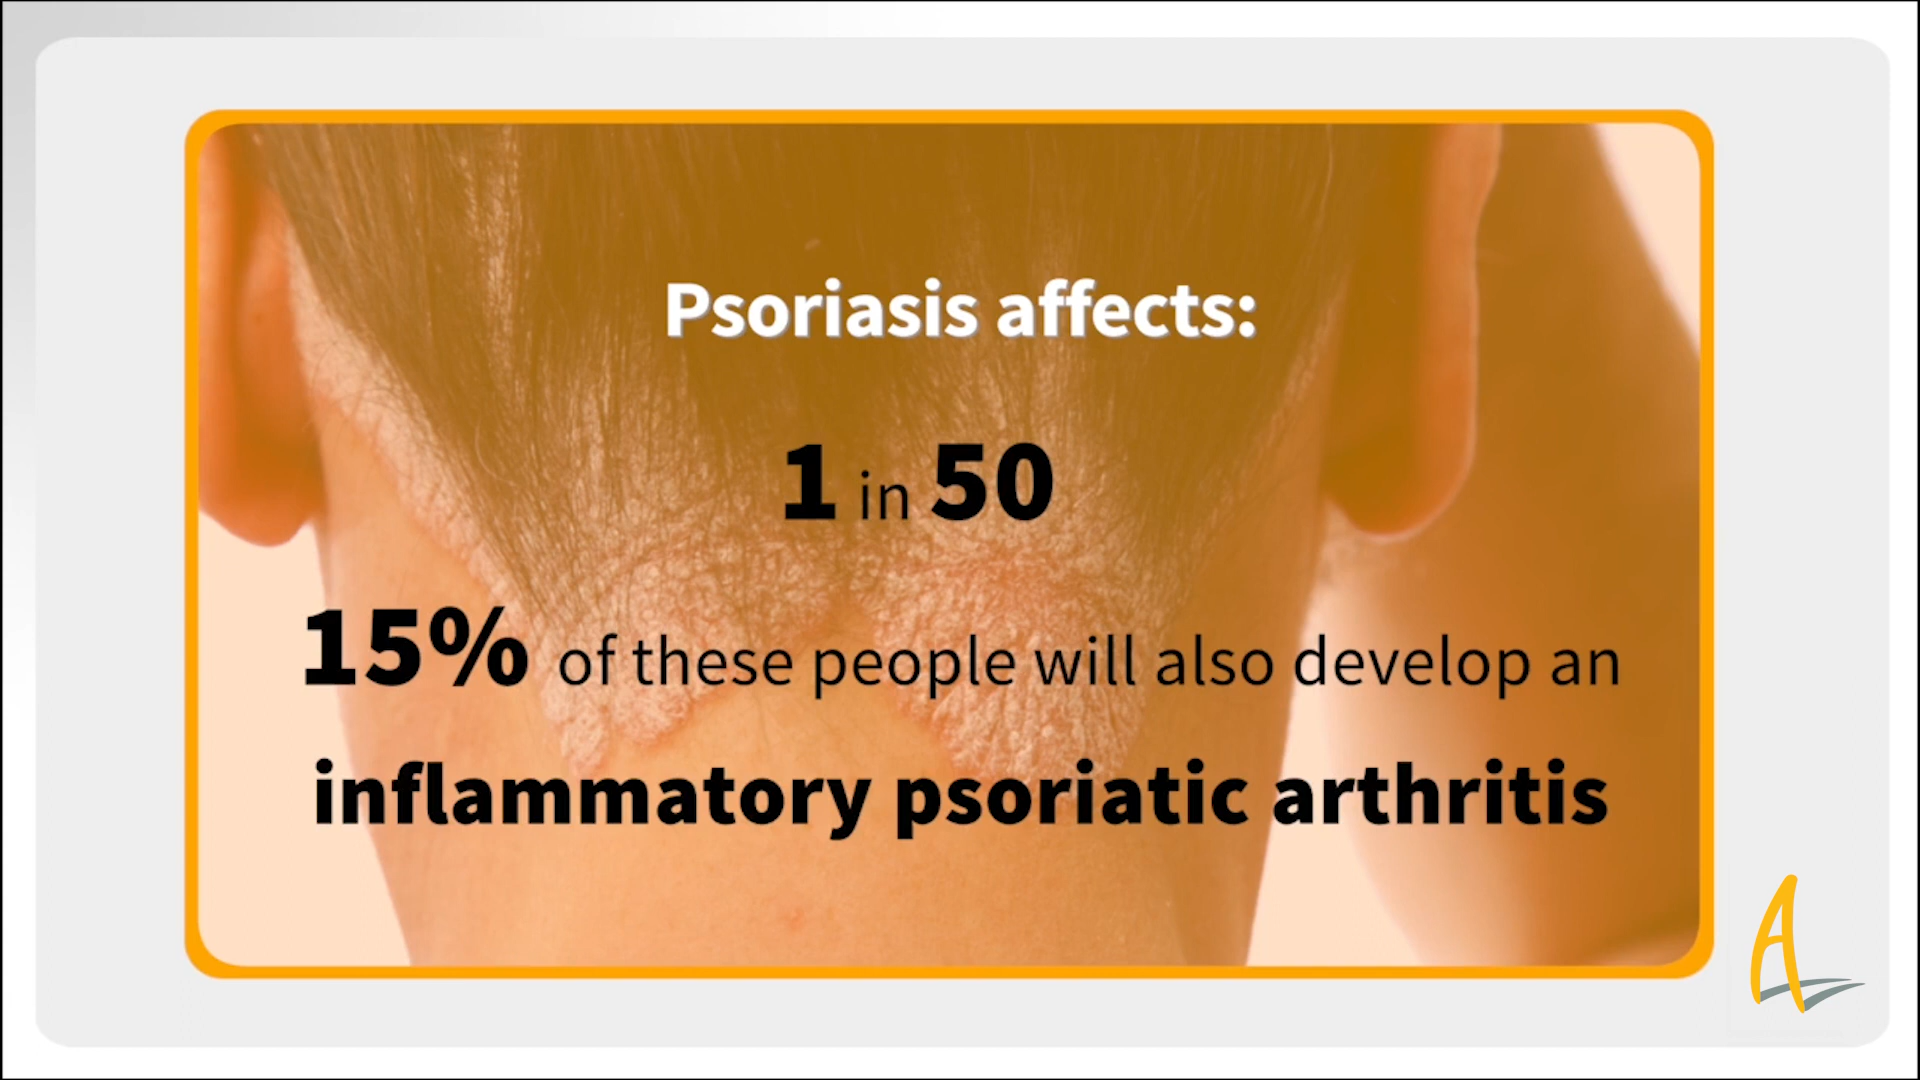 Psoriasis affects:
1 in 50
15% of these people will also develop an
inflammatory psoriatic arthritis